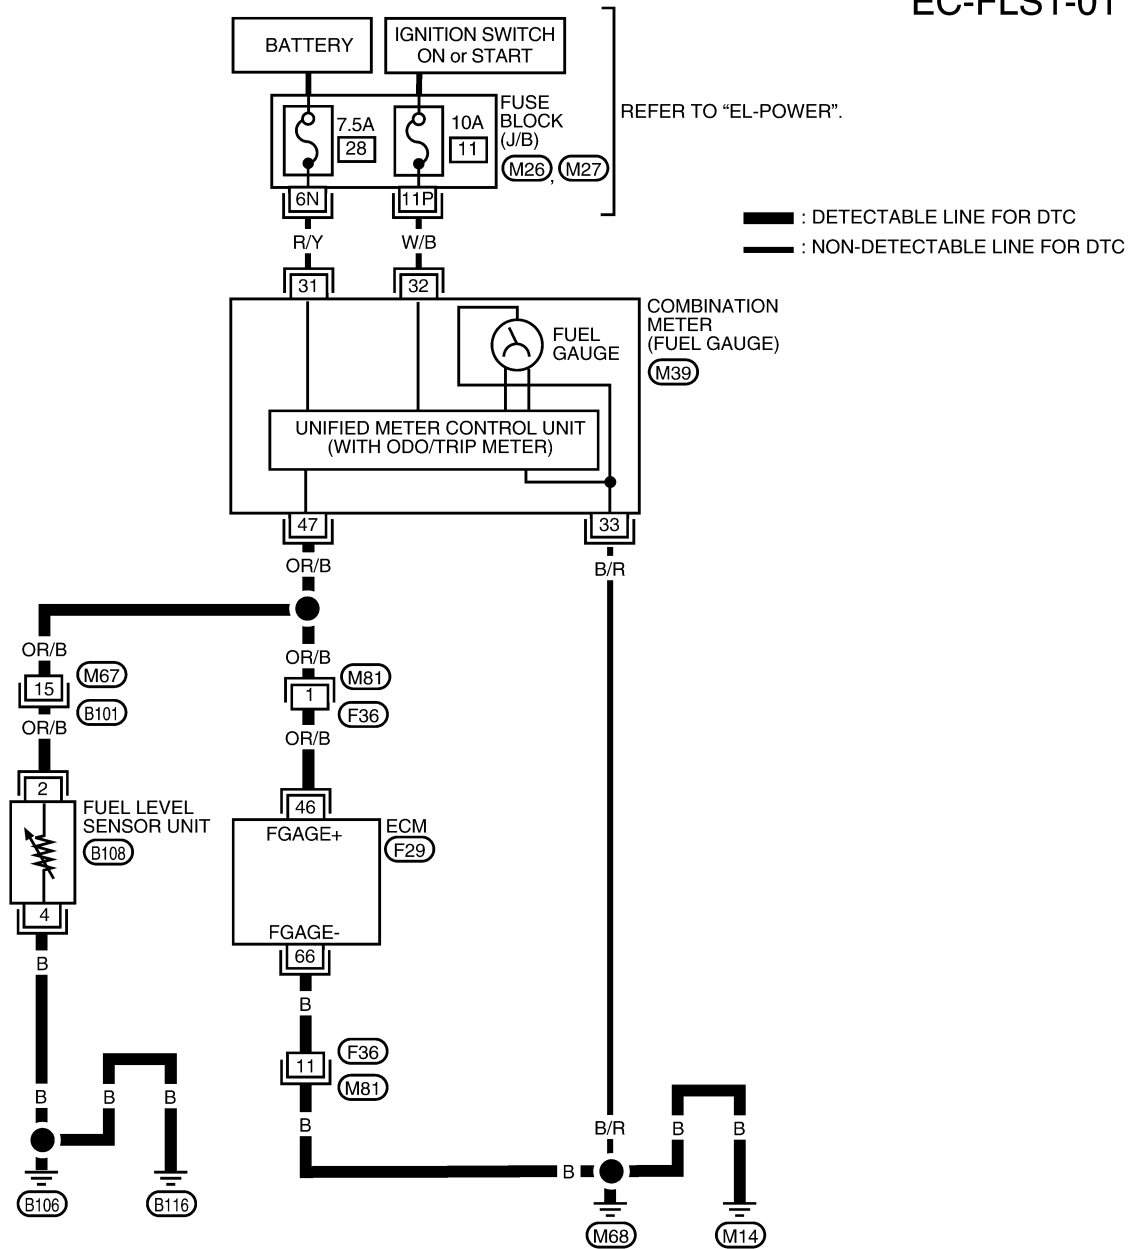 EC-FLS1-01
BATTERY
IGNITION SWITCH
ON or START
FUSE
BLOCK
(J/B)
7.5A
28
10A
11
M26 , M27
REFER TO “EL-POWER”.
6N
11P
: DETECTABLE LINE FOR DTC
: NON-DETECTABLE LINE FOR DTC
R/Y
W/B
31
32
COMBINATION
METER
(FUEL GAUGE)
M39
FUEL
GAUGE
UNIFIED METER CONTROL UNIT
(WITH ODO/TRIP METER)
47
33
OR/B
B/R
OR/B
15
M67
B101
OR/B
OR/B
1
M81
F36
OR/B
2
FUEL LEVEL
SENSOR UNIT
B108
4
46
FGAGE+
ECM
F29
FGAGE-
66
B
B
11
F36
M81
B
B
B
B
B
B/R
B
B
B106
B116
M68
M14